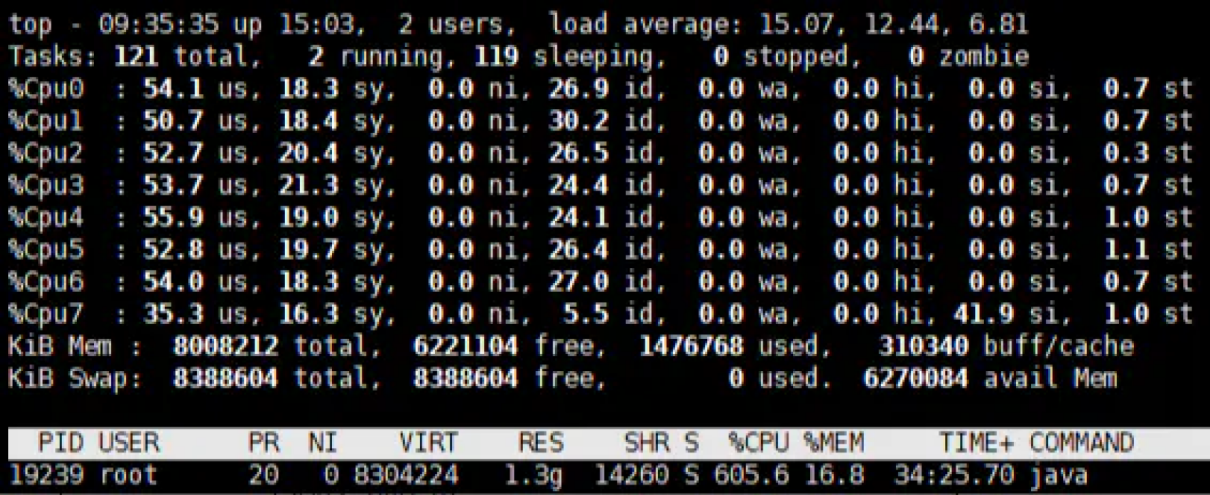 top - 09:35:35 up 15:03,  2 users,  load average: 15.07, 12.44, 6.81
Tasks: 121 total,   2 running, 119 sleeping,   0 stopped,   0 zombie
%Cpu0  : 54.1 us, 18.3 sy,  0.0 ni, 26.9 id,  0.0 wa,  0.0 hi,  0.0 si,  0.7 st
%Cpu1  : 50.7 us, 18.4 sy,  0.0 ni, 30.2 id,  0.0 wa,  0.0 hi,  0.0 si,  0.7 st
%Cpu2  : 52.7 us, 20.4 sy,  0.0 ni, 26.5 id,  0.0 wa,  0.0 hi,  0.0 si,  0.3 st
%Cpu3  : 53.7 us, 21.3 sy,  0.0 ni, 24.4 id,  0.0 wa,  0.0 hi,  0.0 si,  0.7 st
%Cpu4  : 55.9 us, 19.0 sy,  0.0 ni, 24.1 id,  0.0 wa,  0.0 hi,  0.0 si,  1.0 st
%Cpu5  : 52.8 us, 19.7 sy,  0.0 ni, 26.4 id,  0.0 wa,  0.0 hi,  0.0 si,  1.1 st
%Cpu6  : 54.0 us, 18.3 sy,  0.0 ni, 27.0 id,  0.0 wa,  0.0 hi,  0.0 si,  0.7 st
%Cpu7  : 35.3 us, 16.3 sy,  0.0 ni,  5.5 id,  0.0 wa,  0.0 hi, 41.9 si,  1.0 st
KiB Mem :  8008212 total,  6221104 free,  1476768 used,   310340 buff/cache
KiB Swap:  8388604 total,  8388604 free,        0 used.  6270084 avail Mem
PID USER      PR  NI    VIRT    RES    SHR S  %CPU %MEM     TIME+ COMMAND
19239 root      20   0 8304224   1.3g  14260 S 605.6 16.8  34:25.70 java